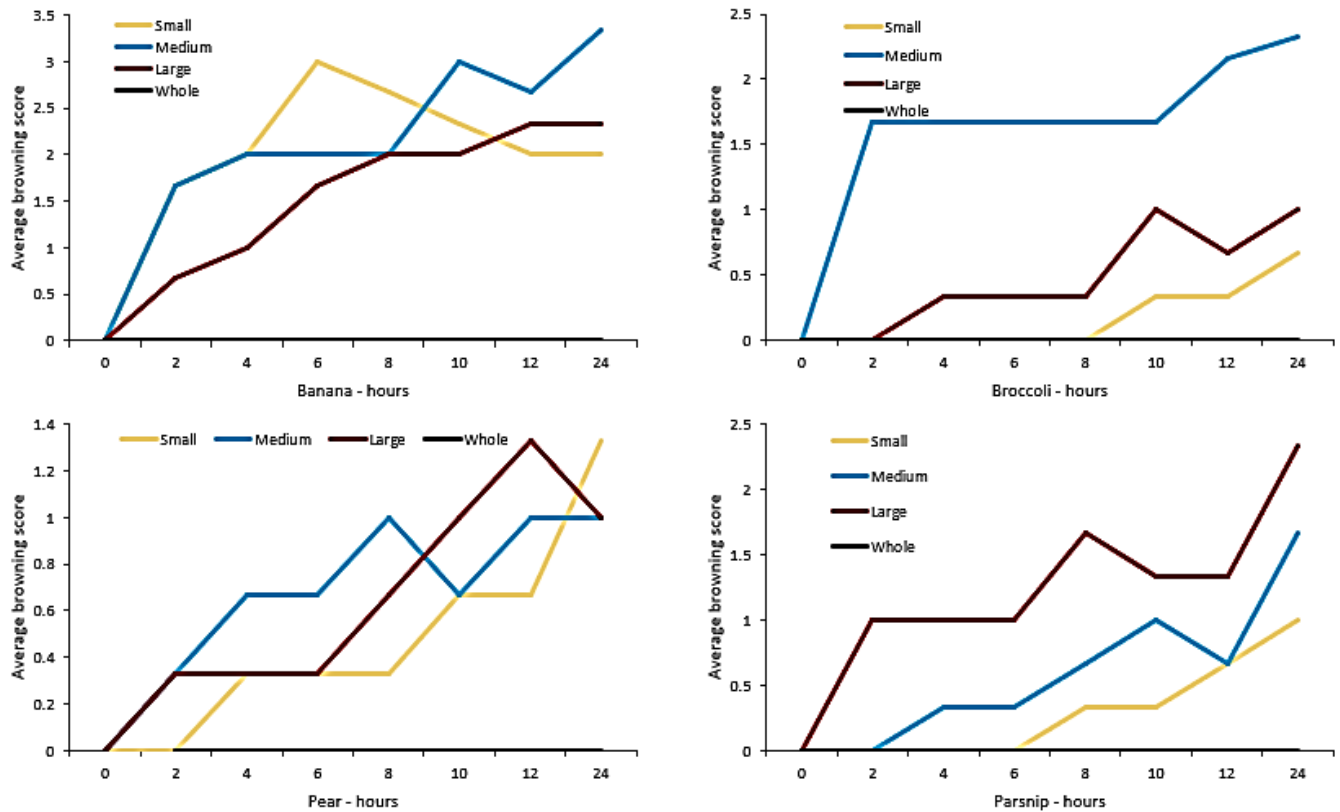 3.5
3
2.5
2
1.5
1
0.5
0
Average browning score
Small
Medium
Large
Whole
0 2 4 6 8 10 12 24
Banana - hours
2.5
2
1.5
1
0.5
0
Average browning score
Small
Medium
Large
Whole
0 2 4 6 8 10 12 24
Broccoli - hours
1.4
1.2
1
0.8
0.6
0.4
0.2
0
Average browning score
Small Medium Large Whole
0 2 4 6 8 10 12 24
Pear - hours
2.5
2
1.5
1
0.5
0
Average browning score
Small
Medium
Large
Whole
0 2 4 6 8 10 12 24
Parsnip - hours